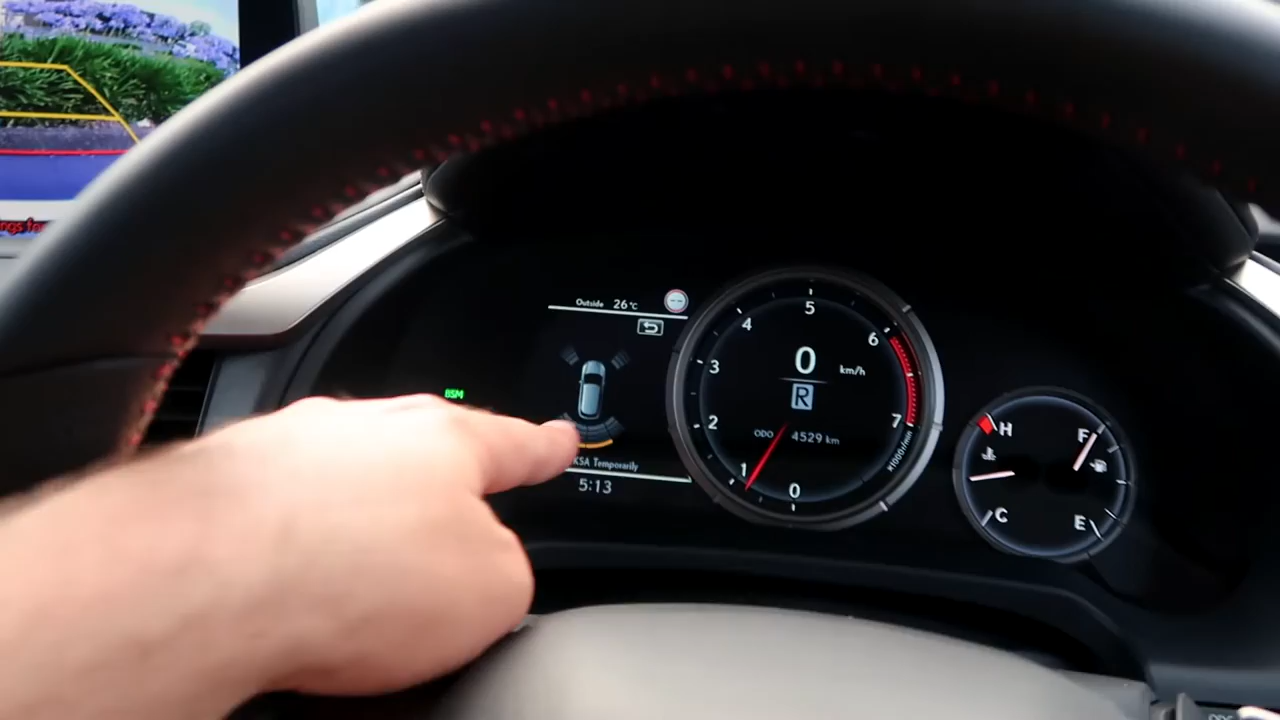 Outside 26°C
5
4
6
3
0 km/h
R
2
7
ODO 4529 km
x1000r/min
1
0
BSM
KSA Temporarily
5:13
H
F
C
E